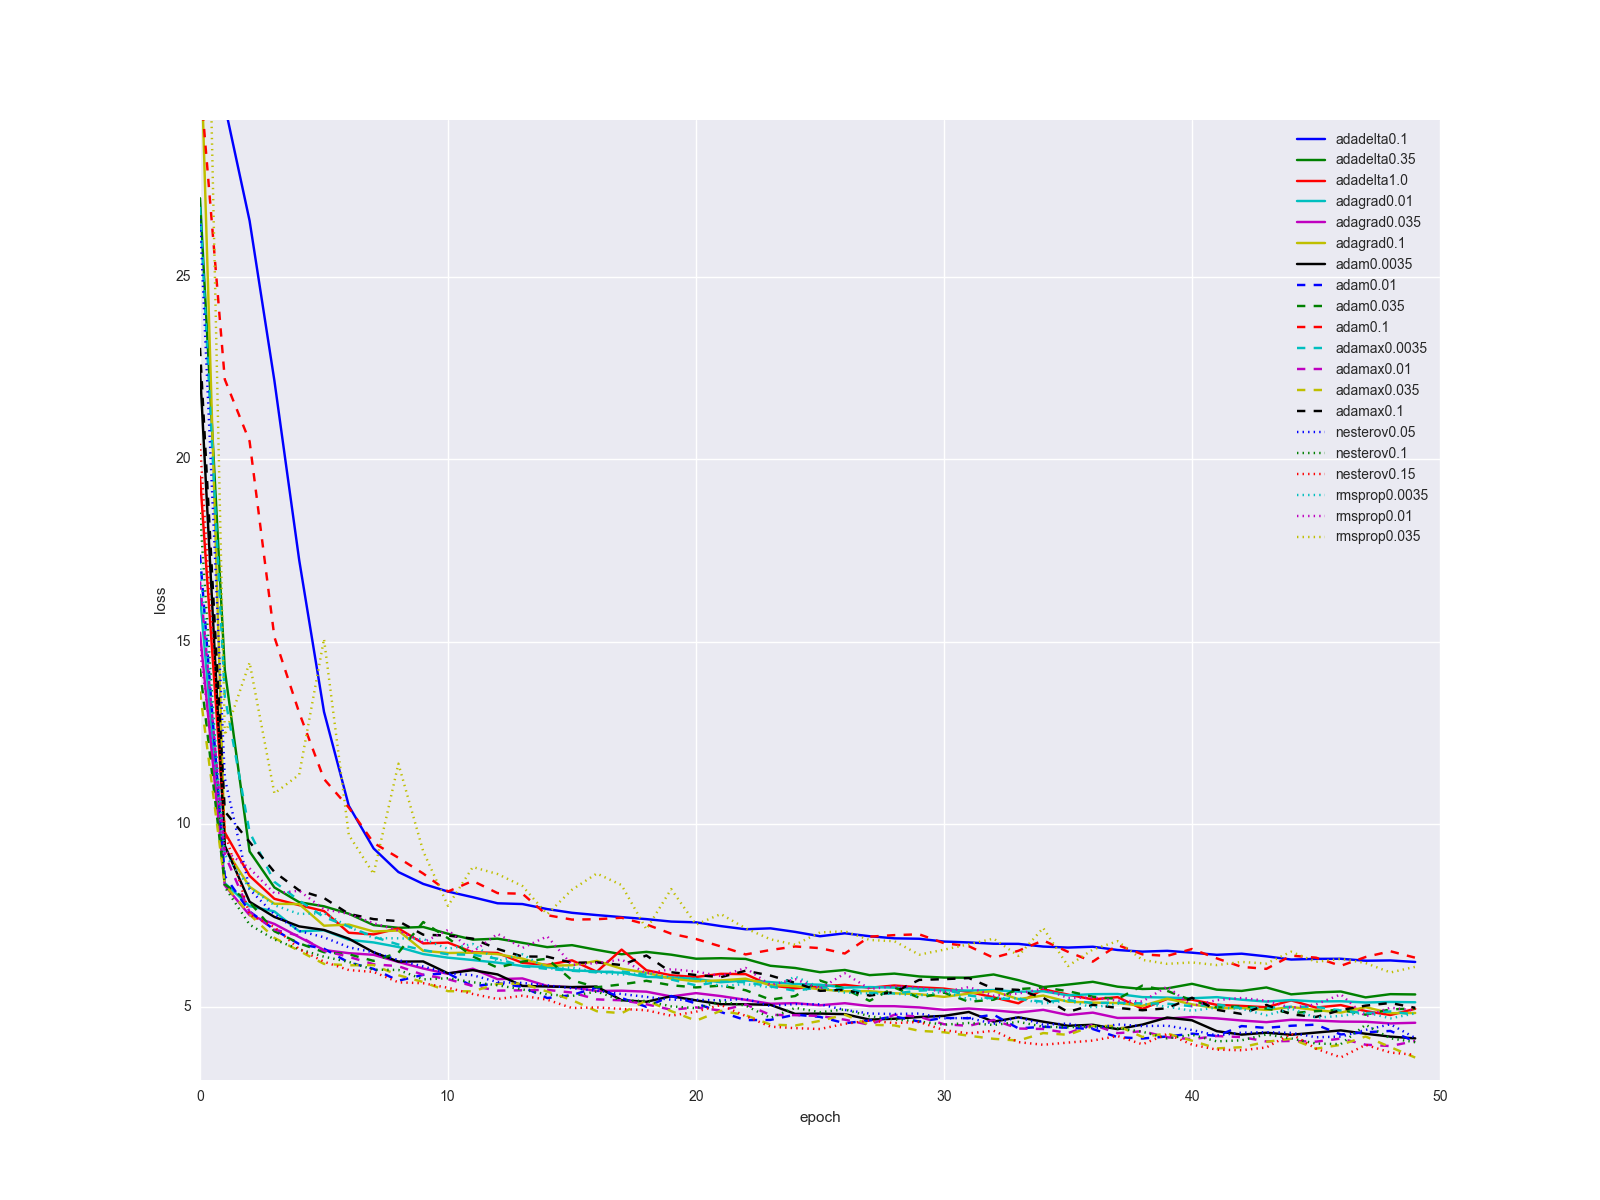 adadelta0.1
adadelta0.35
adadelta1.0
adagrad0.01
adagrad0.035
adagrad0.1
adam0.0035
adam0.01
adam0.035
adam0.1
adamax0.0035
adamax0.01
adamax0.035
adamax0.1
nesterov0.05
nesterov0.1
nesterov0.15
rmsprop0.0035
rmsprop0.01
rmsprop0.035
25
20
15
10
5
loss
0 10 20 30 40 50
epoch